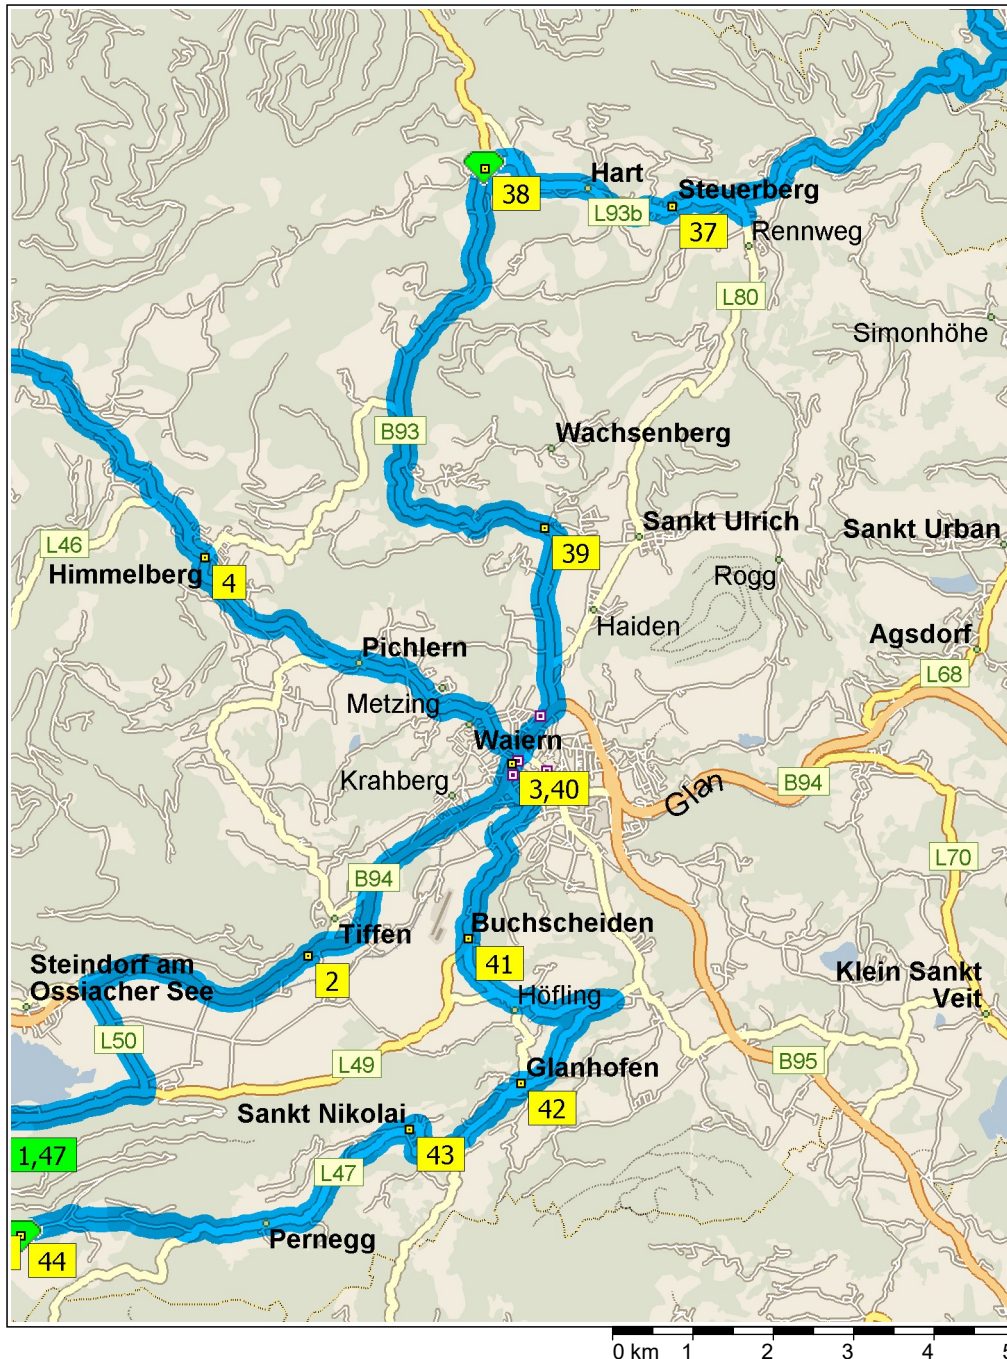 Hart
38
Steuerberg
L93b
37
Rennweg
L80
Simonhöhe
B93
Wachsenberg
Sankt Ulrich
Sankt Urban
L46
39
Himmelberg
4
Rogg
Haiden
Pichlern
Agsdorf
L68
Metzing
Waiern
Krahberg
3,40
Glan
B94
L70
B94
Buchscheiden
Tiffen
41
2
Steindorf am
Ossiacher See
Klein Sankt
Veit
Höfling
L50
L49
Glanhofen
B95
42
Sankt Nikolai
43
1,47
L47
Pernegg
44
0 km 1 2 3 4 5